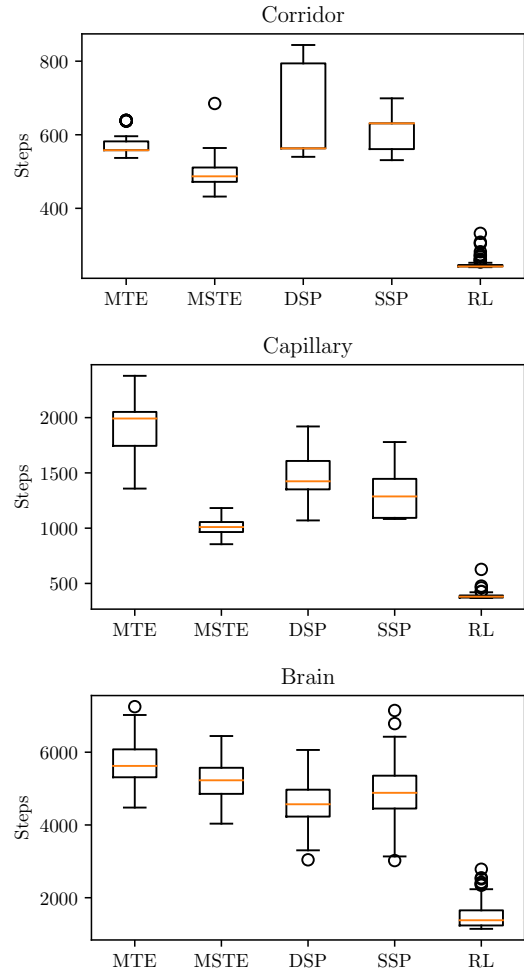 Corridor
800
600
400
Steps
MTE MSTE DSP SSP RL
Capillary
2000
1500
1000
500
Steps
MTE MSTE DSP SSP RL
Brain
6000
4000
2000
Steps
MTE MSTE DSP SSP RL